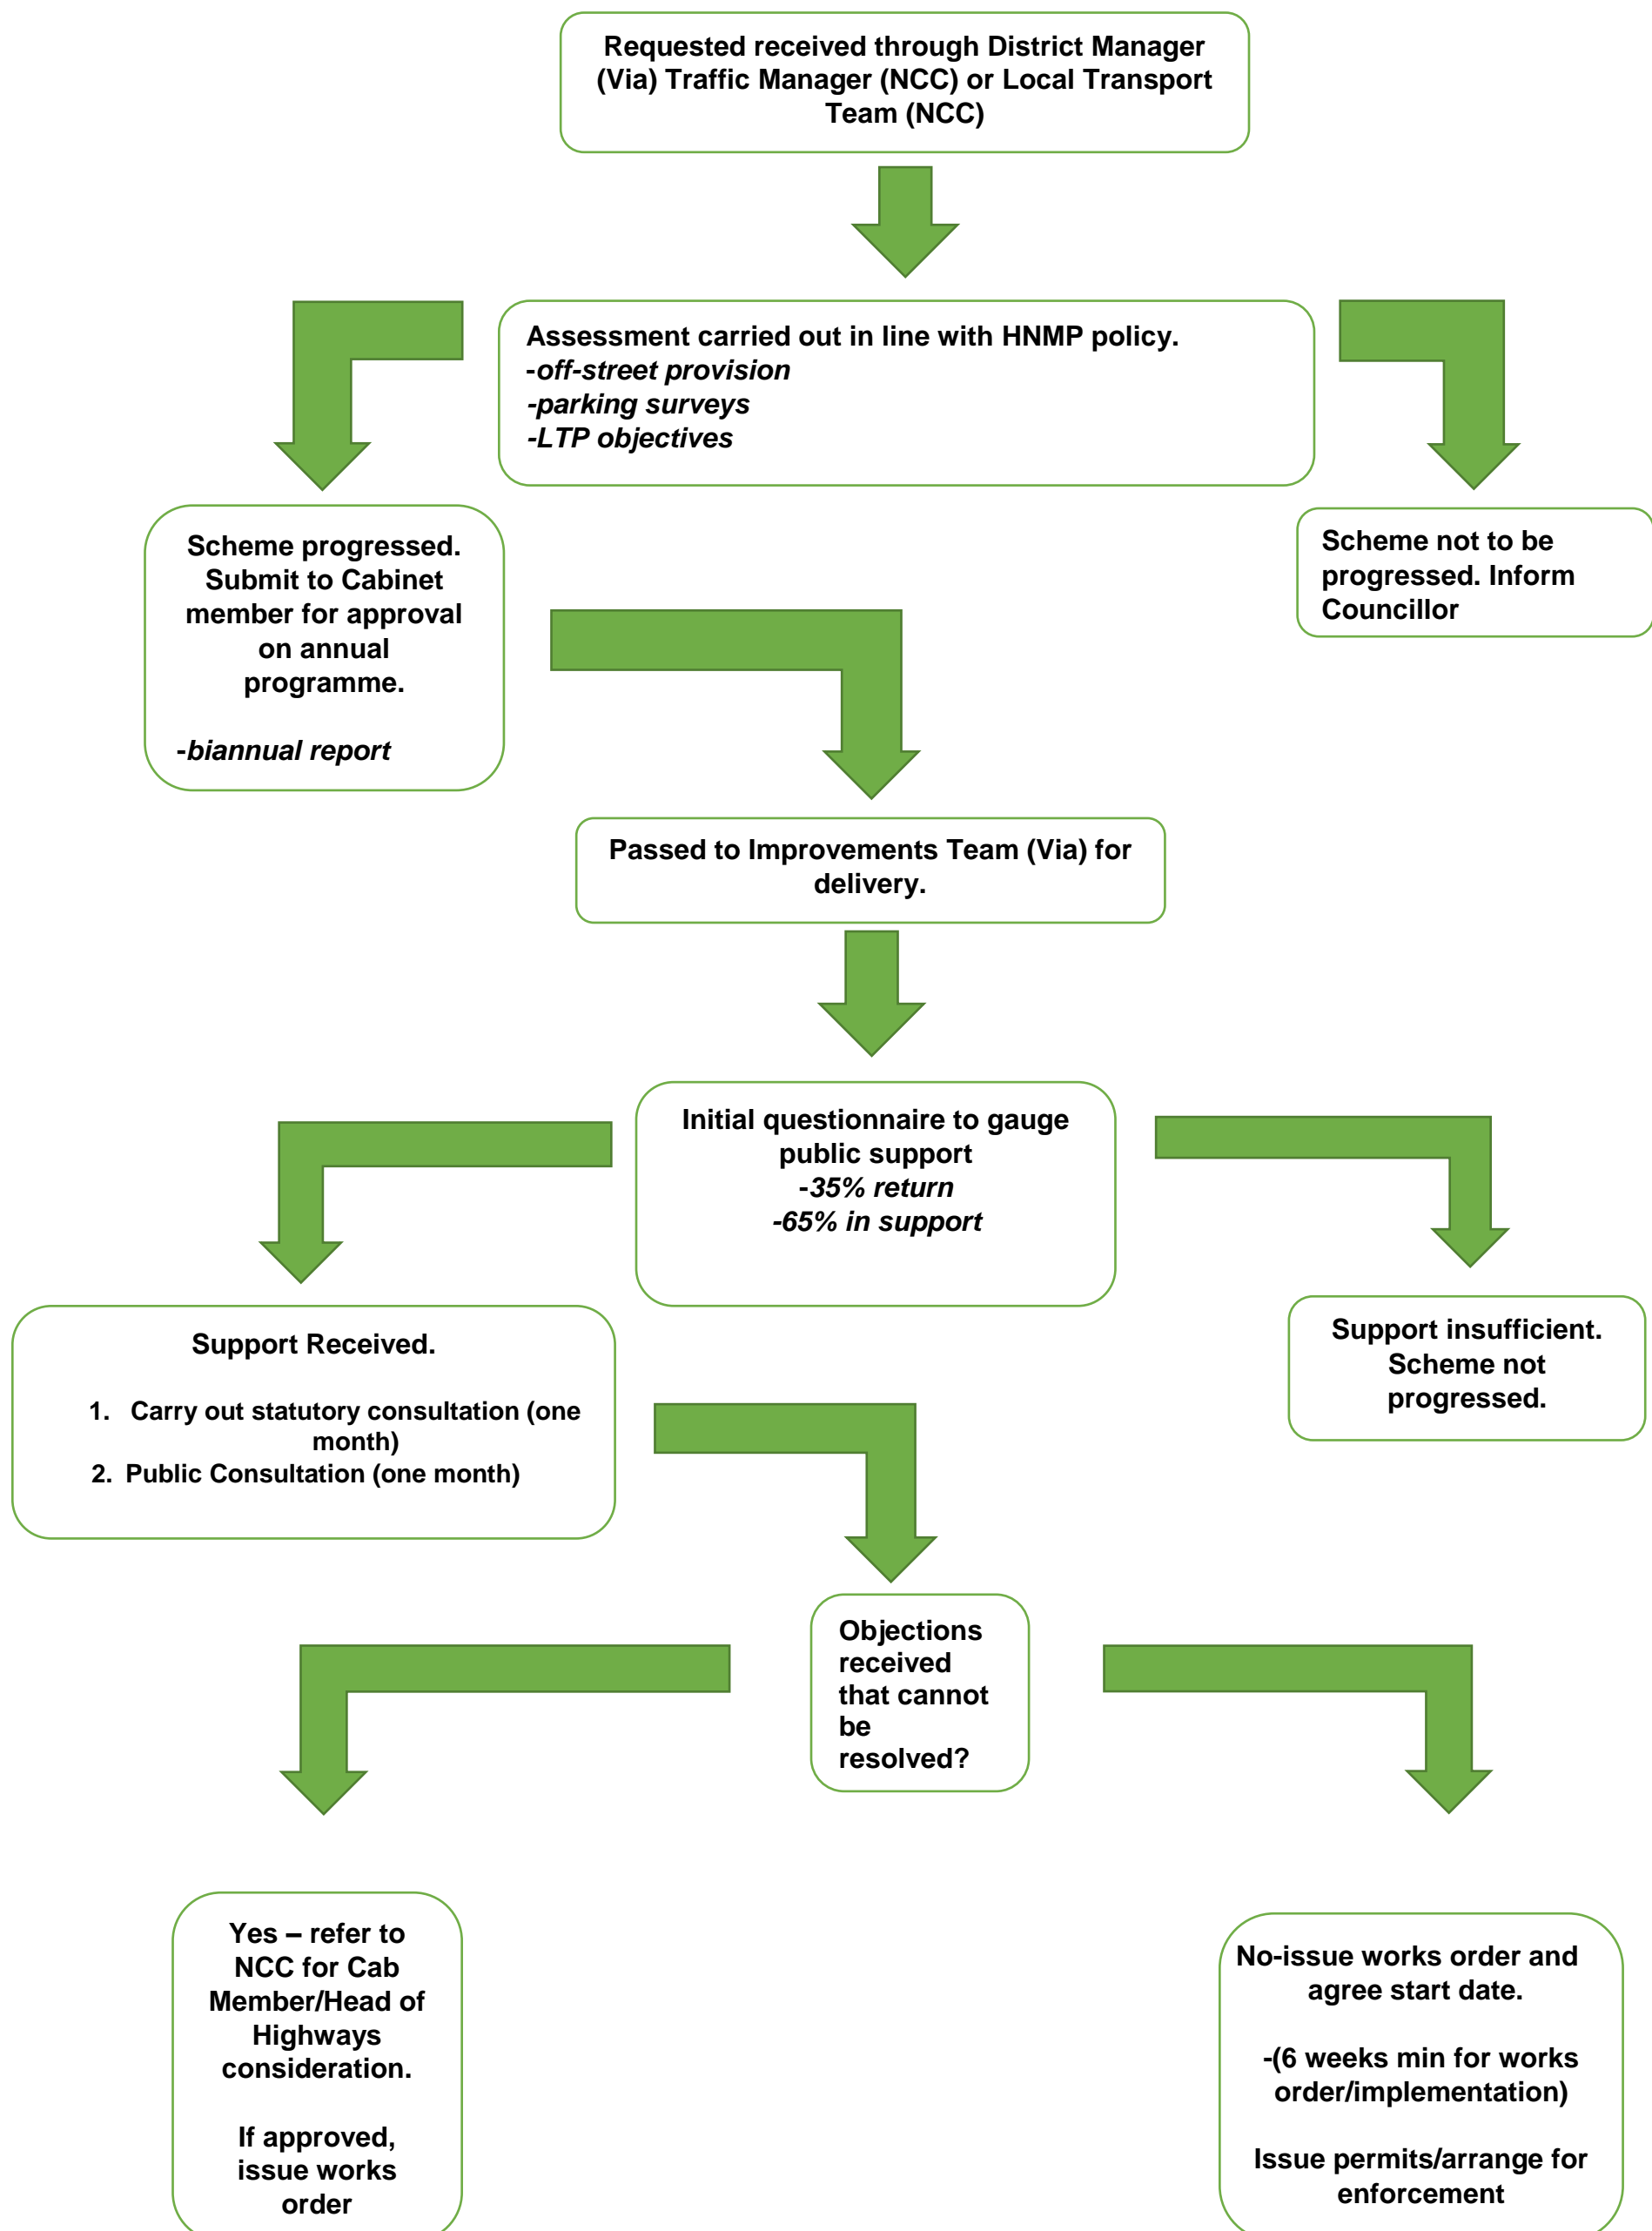 Requested received through District Manager
(Via) Traffic Manager (NCC) or Local Transport
Team (NCC)
Assessment carried out in line with HNMP policy.
-off-street provision
-parking surveys
-LTP objectives
Scheme progressed.
Submit to Cabinet
member for approval
on annual
programme.
-biannual report
Scheme not to be
progressed. Inform
Councillor
Passed to Improvements Team (Via) for
delivery.
Initial questionnaire to gauge
public support
-35% return
-65% in support
Support Received.
1. Carry out statutory consultation (one
month)
2. Public Consultation (one month)
Support insufficient.
Scheme not
progressed.
Objections
received
that cannot
be
resolved?
Yes – refer to
NCC for Cab
Member/Head of
Highways
consideration.
If approved,
issue works
order
No-issue works order and
agree start date.
-(6 weeks min for works
order/implementation)
Issue permits/arrange for
enforcement